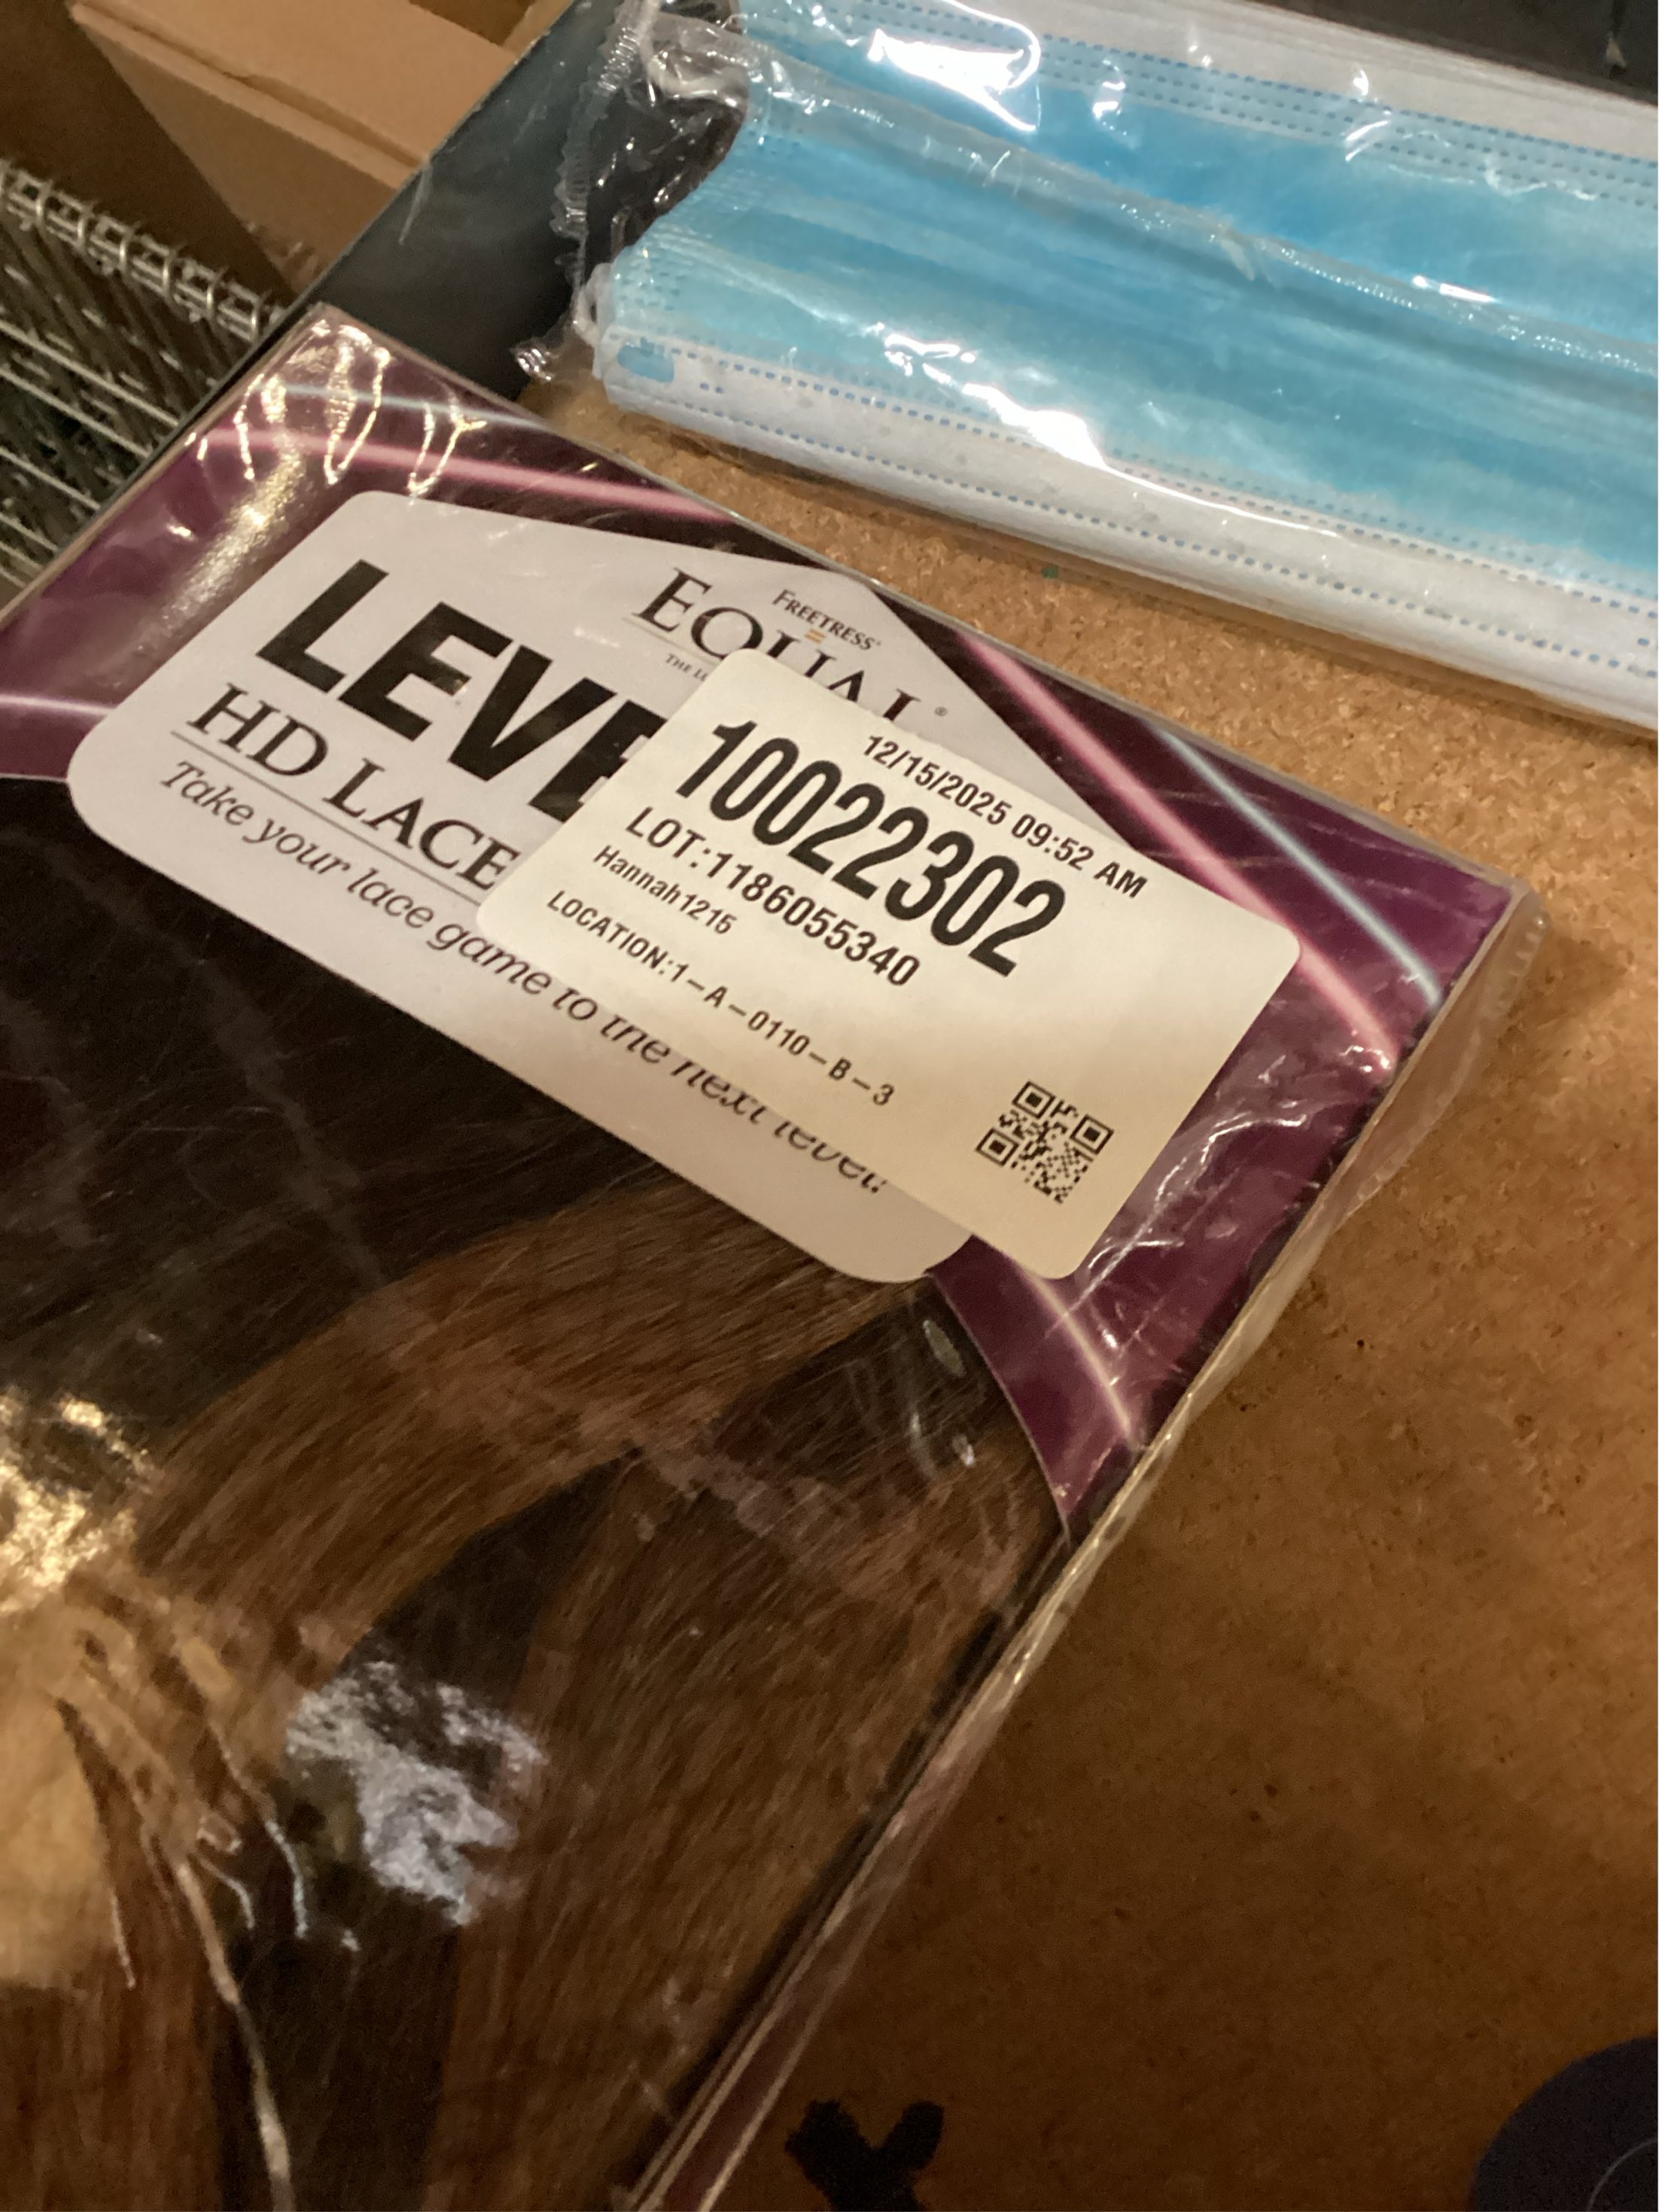 FREETRESS®
EQUAL®
THE
LEVE
HD LACE
Take your lace game to the next level!
12/15/2025 09:52 AM
10022302
LOT:1186055340
Hannah1215
LOCATION:1-A-0110-B-3